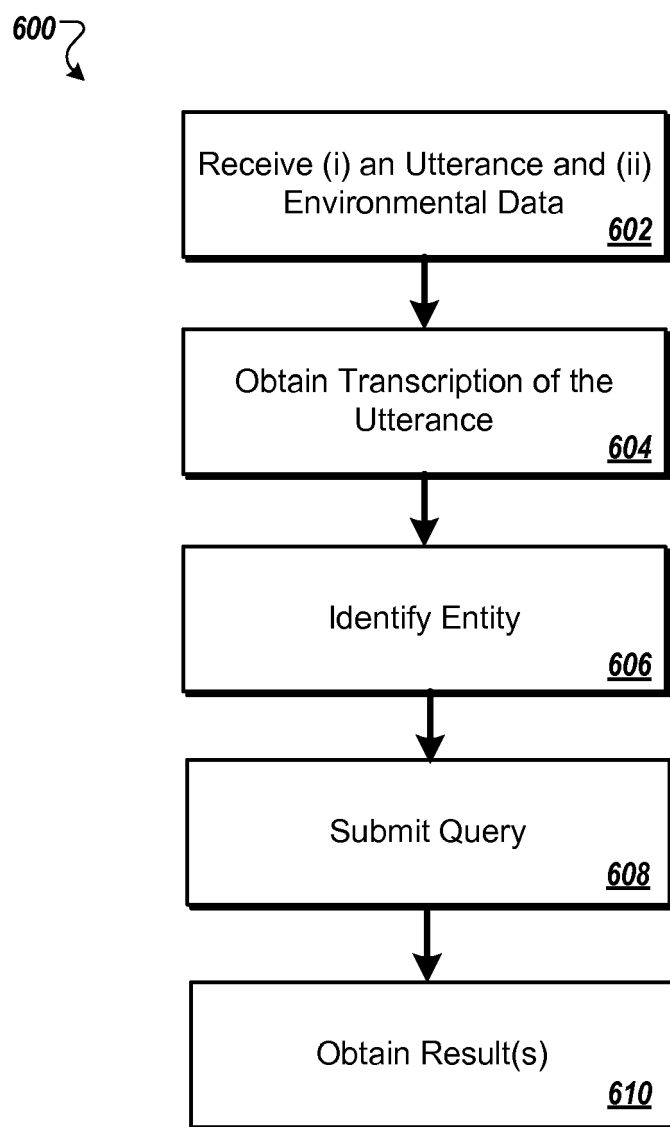 600
Receive (i) an Utterance and (ii)
Environmental Data
602
Obtain Transcription of the
Utterance
604
Identify Entity
606
Submit Query
608
Obtain Result(s)
610